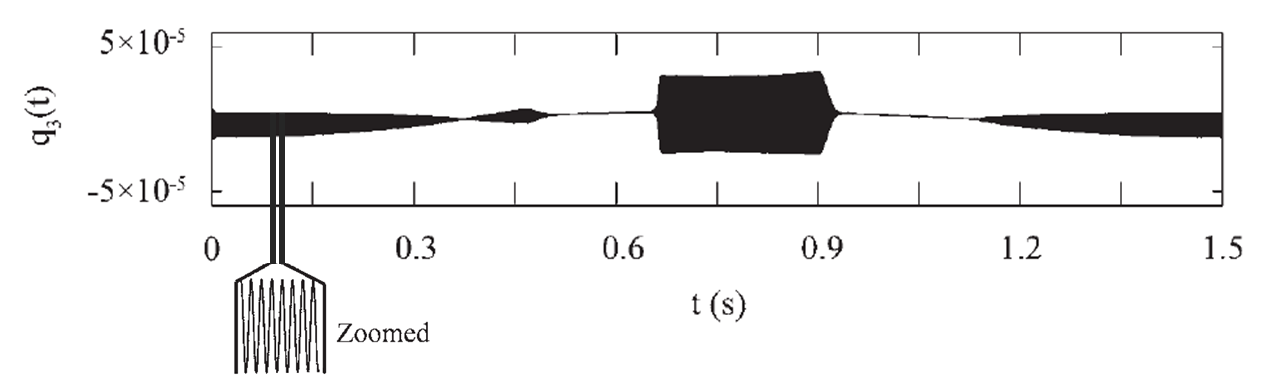 5×10⁻⁵
q₃(t)
-5×10⁻⁵
0 0.3 0.6 0.9 1.2 1.5
t (s)
Zoomed